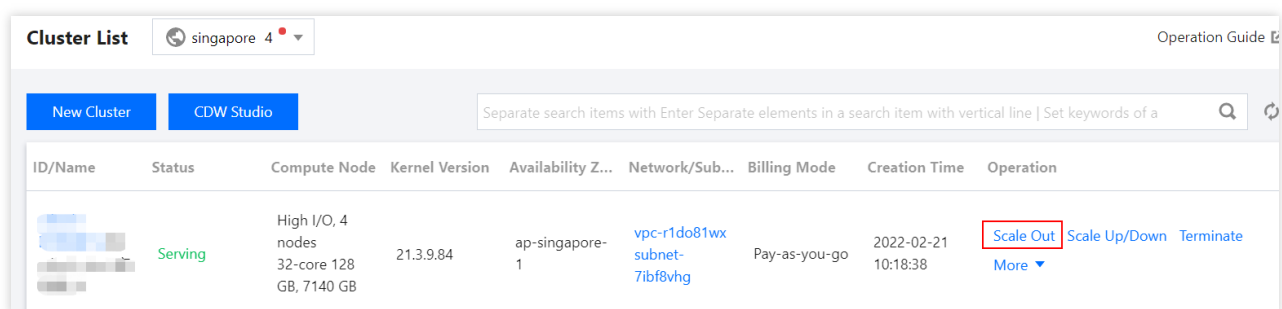 Cluster List singapore 4 Operation Guide
New Cluster CDW Studio Separate search items with Enter Separate elements in a search item with vertical line | Set keywords of a
ID/Name Status Compute Node Kernel Version Availability Z... Network/Sub... Billing Mode Creation Time Operation
High I/O, 4
nodes
32-core 128
GB, 7140 GB
Serving
21.3.9.84
ap-singapore-
1
vpc-r1do81wx
subnet-
7ibf8vhg
Pay-as-you-go
2022-02-21
10:18:38
Scale Out Scale Up/Down Terminate
More